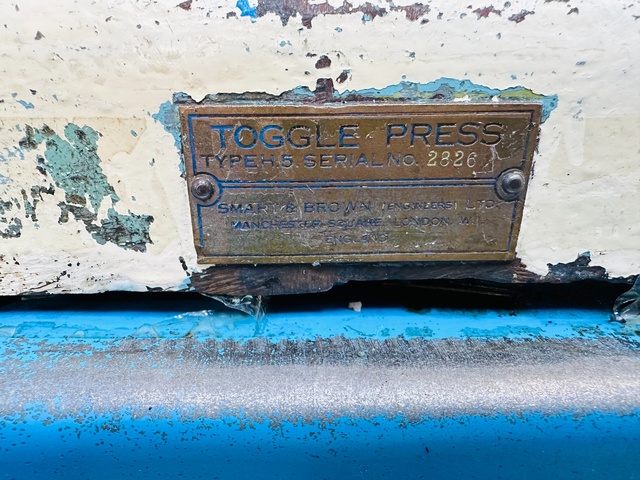 TOGGLE PRESS
TYPE H.5. SERIAL NO. 2826
SMART & BROWN (ENGINEERS) LTD.
MANCHESTER SQUARE LONDON W.1
ENGLAND